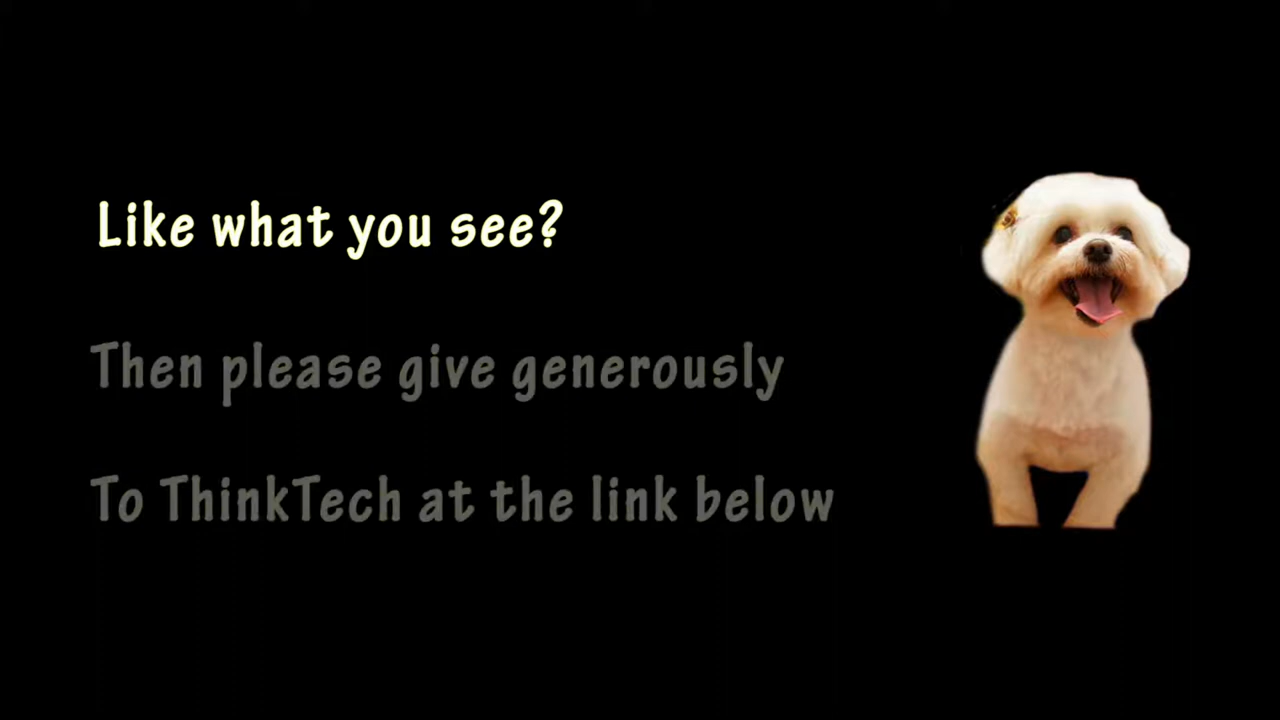 Like what you see?
Then please give generously
To ThinkTech at the link below